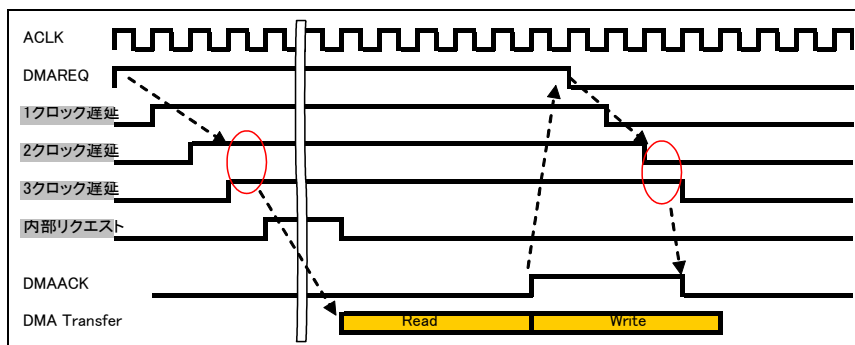 ACLK
DMAREQ
1クロック遅延
2クロック遅延
3クロック遅延
内部リクエスト
DMAACK
DMA Transfer Read Write